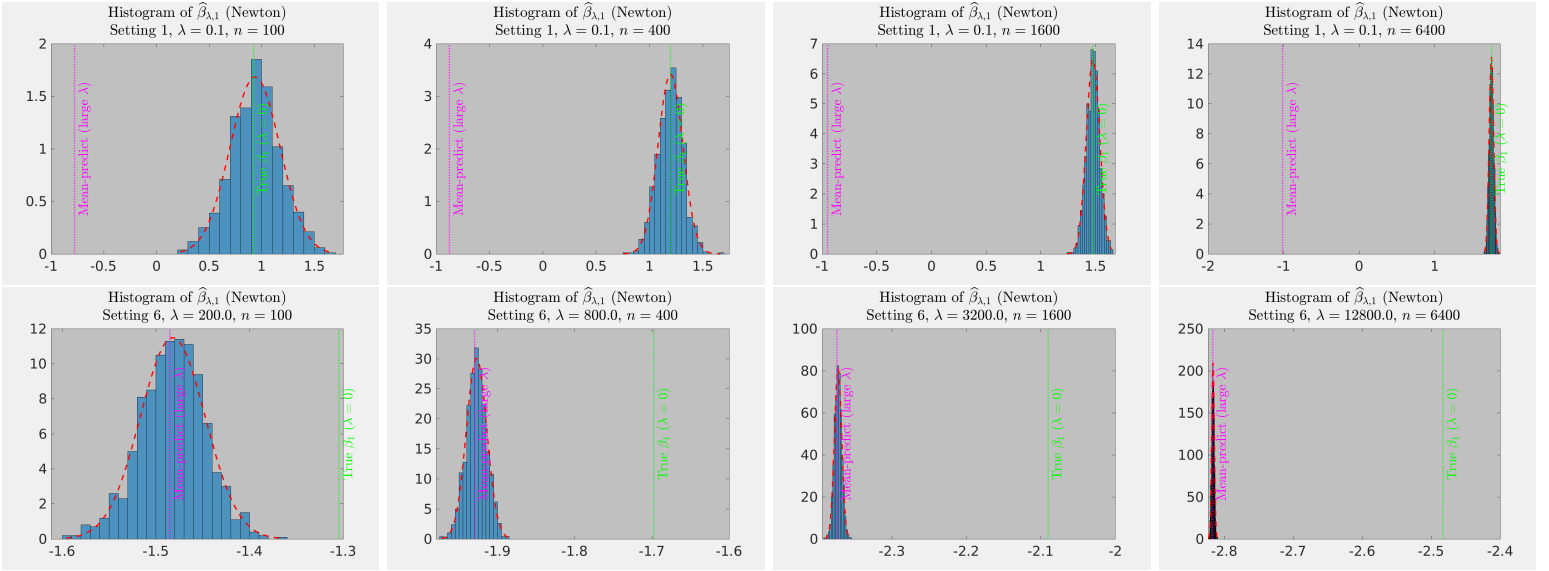 Histogram of β̂λ,1 (Newton)
Setting 1, λ = 0.1, n = 100
2
1.5
1
0.5
0
-1 -0.5 0 0.5 1 1.5
Mean-predict (large λ)
True β1 (λ = 0)
Histogram of β̂λ,1 (Newton)
Setting 1, λ = 0.1, n = 400
4
3
2
1
0
-1 -0.5 0 0.5 1 1.5
Mean-predict (large λ)
True β1 (λ = 0)
Histogram of β̂λ,1 (Newton)
Setting 1, λ = 0.1, n = 1600
7
6
5
4
3
2
1
0
-1 -0.5 0 0.5 1 1.5
Mean-predict (large λ)
True β1 (λ = 0)
Histogram of β̂λ,1 (Newton)
Setting 1, λ = 0.1, n = 6400
14
12
10
8
6
4
2
0
-2 -1 0 1
Mean-predict (large λ)
True β1 (λ = 0)
Histogram of β̂λ,1 (Newton)
Setting 6, λ = 200.0, n = 100
12
10
8
6
4
2
0
-1.6 -1.5 -1.4 -1.3
Mean-predict (large λ)
True β1 (λ = 0)
Histogram of β̂λ,1 (Newton)
Setting 6, λ = 800.0, n = 400
35
30
25
20
15
10
5
0
-1.9 -1.8 -1.7 -1.6
Mean-predict (large λ)
True β1 (λ = 0)
Histogram of β̂λ,1 (Newton)
Setting 6, λ = 3200.0, n = 1600
100
80
60
40
20
0
-2.3 -2.2 -2.1 -2
Mean-predict (large λ)
True β1 (λ = 0)
Histogram of β̂λ,1 (Newton)
Setting 6, λ = 12800.0, n = 6400
250
200
150
100
50
0
-2.8 -2.7 -2.6 -2.5 -2.4
Mean-predict (large λ)
True β1 (λ = 0)